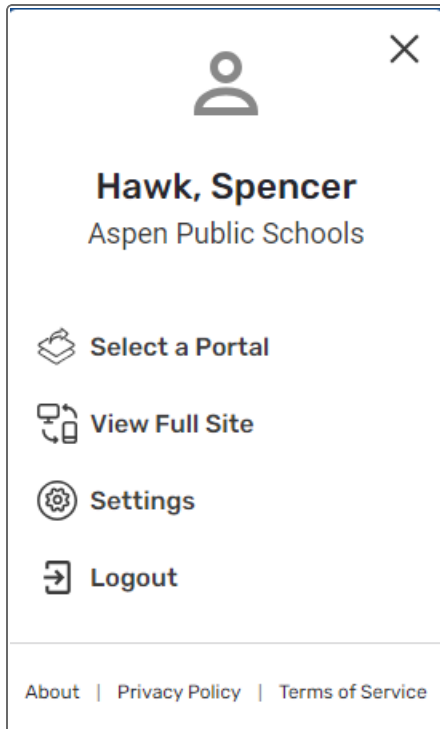 Hawk, Spencer
Aspen Public Schools
Select a Portal
View Full Site
Settings
Logout
About | Privacy Policy | Terms of Service